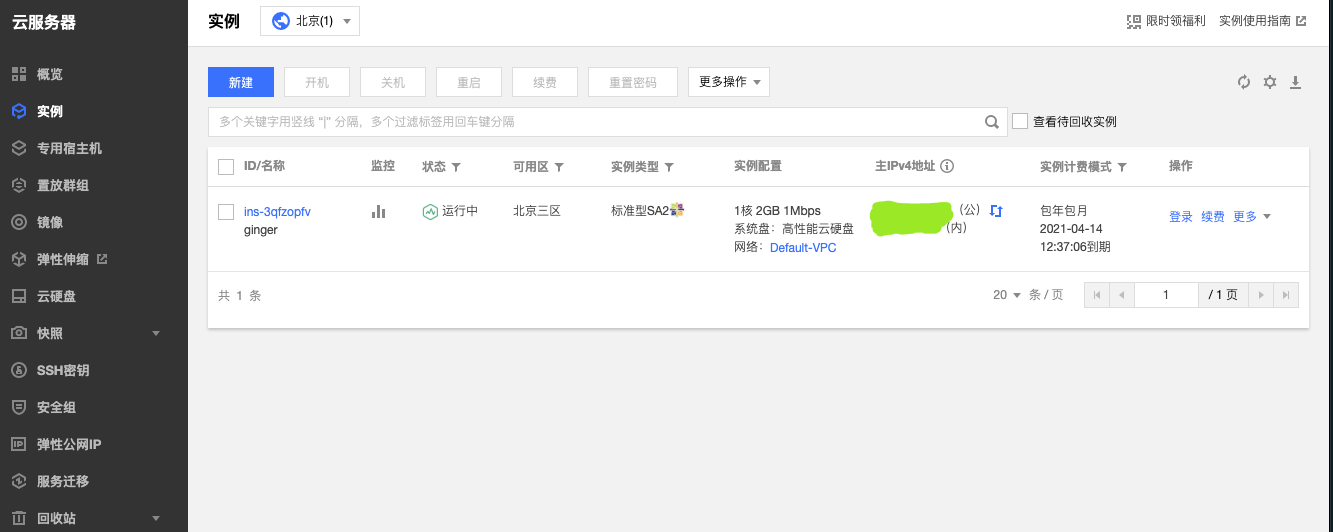 云服务器
概览
实例
专用宿主机
置放群组
镜像
弹性伸缩
云硬盘
快照
SSH密钥
安全组
弹性公网IP
服务迁移
回收站
实例
北京(1)
限时领福利
实例使用指南
新建
开机
关机
重启
续费
重置密码
更多操作
多个关键字用竖线 “|” 分隔，多个过滤标签用回车键分隔
查看待回收实例
ID/名称
监控
状态
可用区
实例类型
实例配置
主IPv4地址
实例计费模式
操作
ins-3qfzopfv
ginger
运行中
北京三区
标准型SA2
1核 2GB 1Mbps
系统盘：高性能云硬盘
网络：Default-VPC
(公)
(内)
包年包月
2021-04-14
12:37:06到期
登录 续费 更多
共 1 条
20 条 / 页
1
/ 1 页